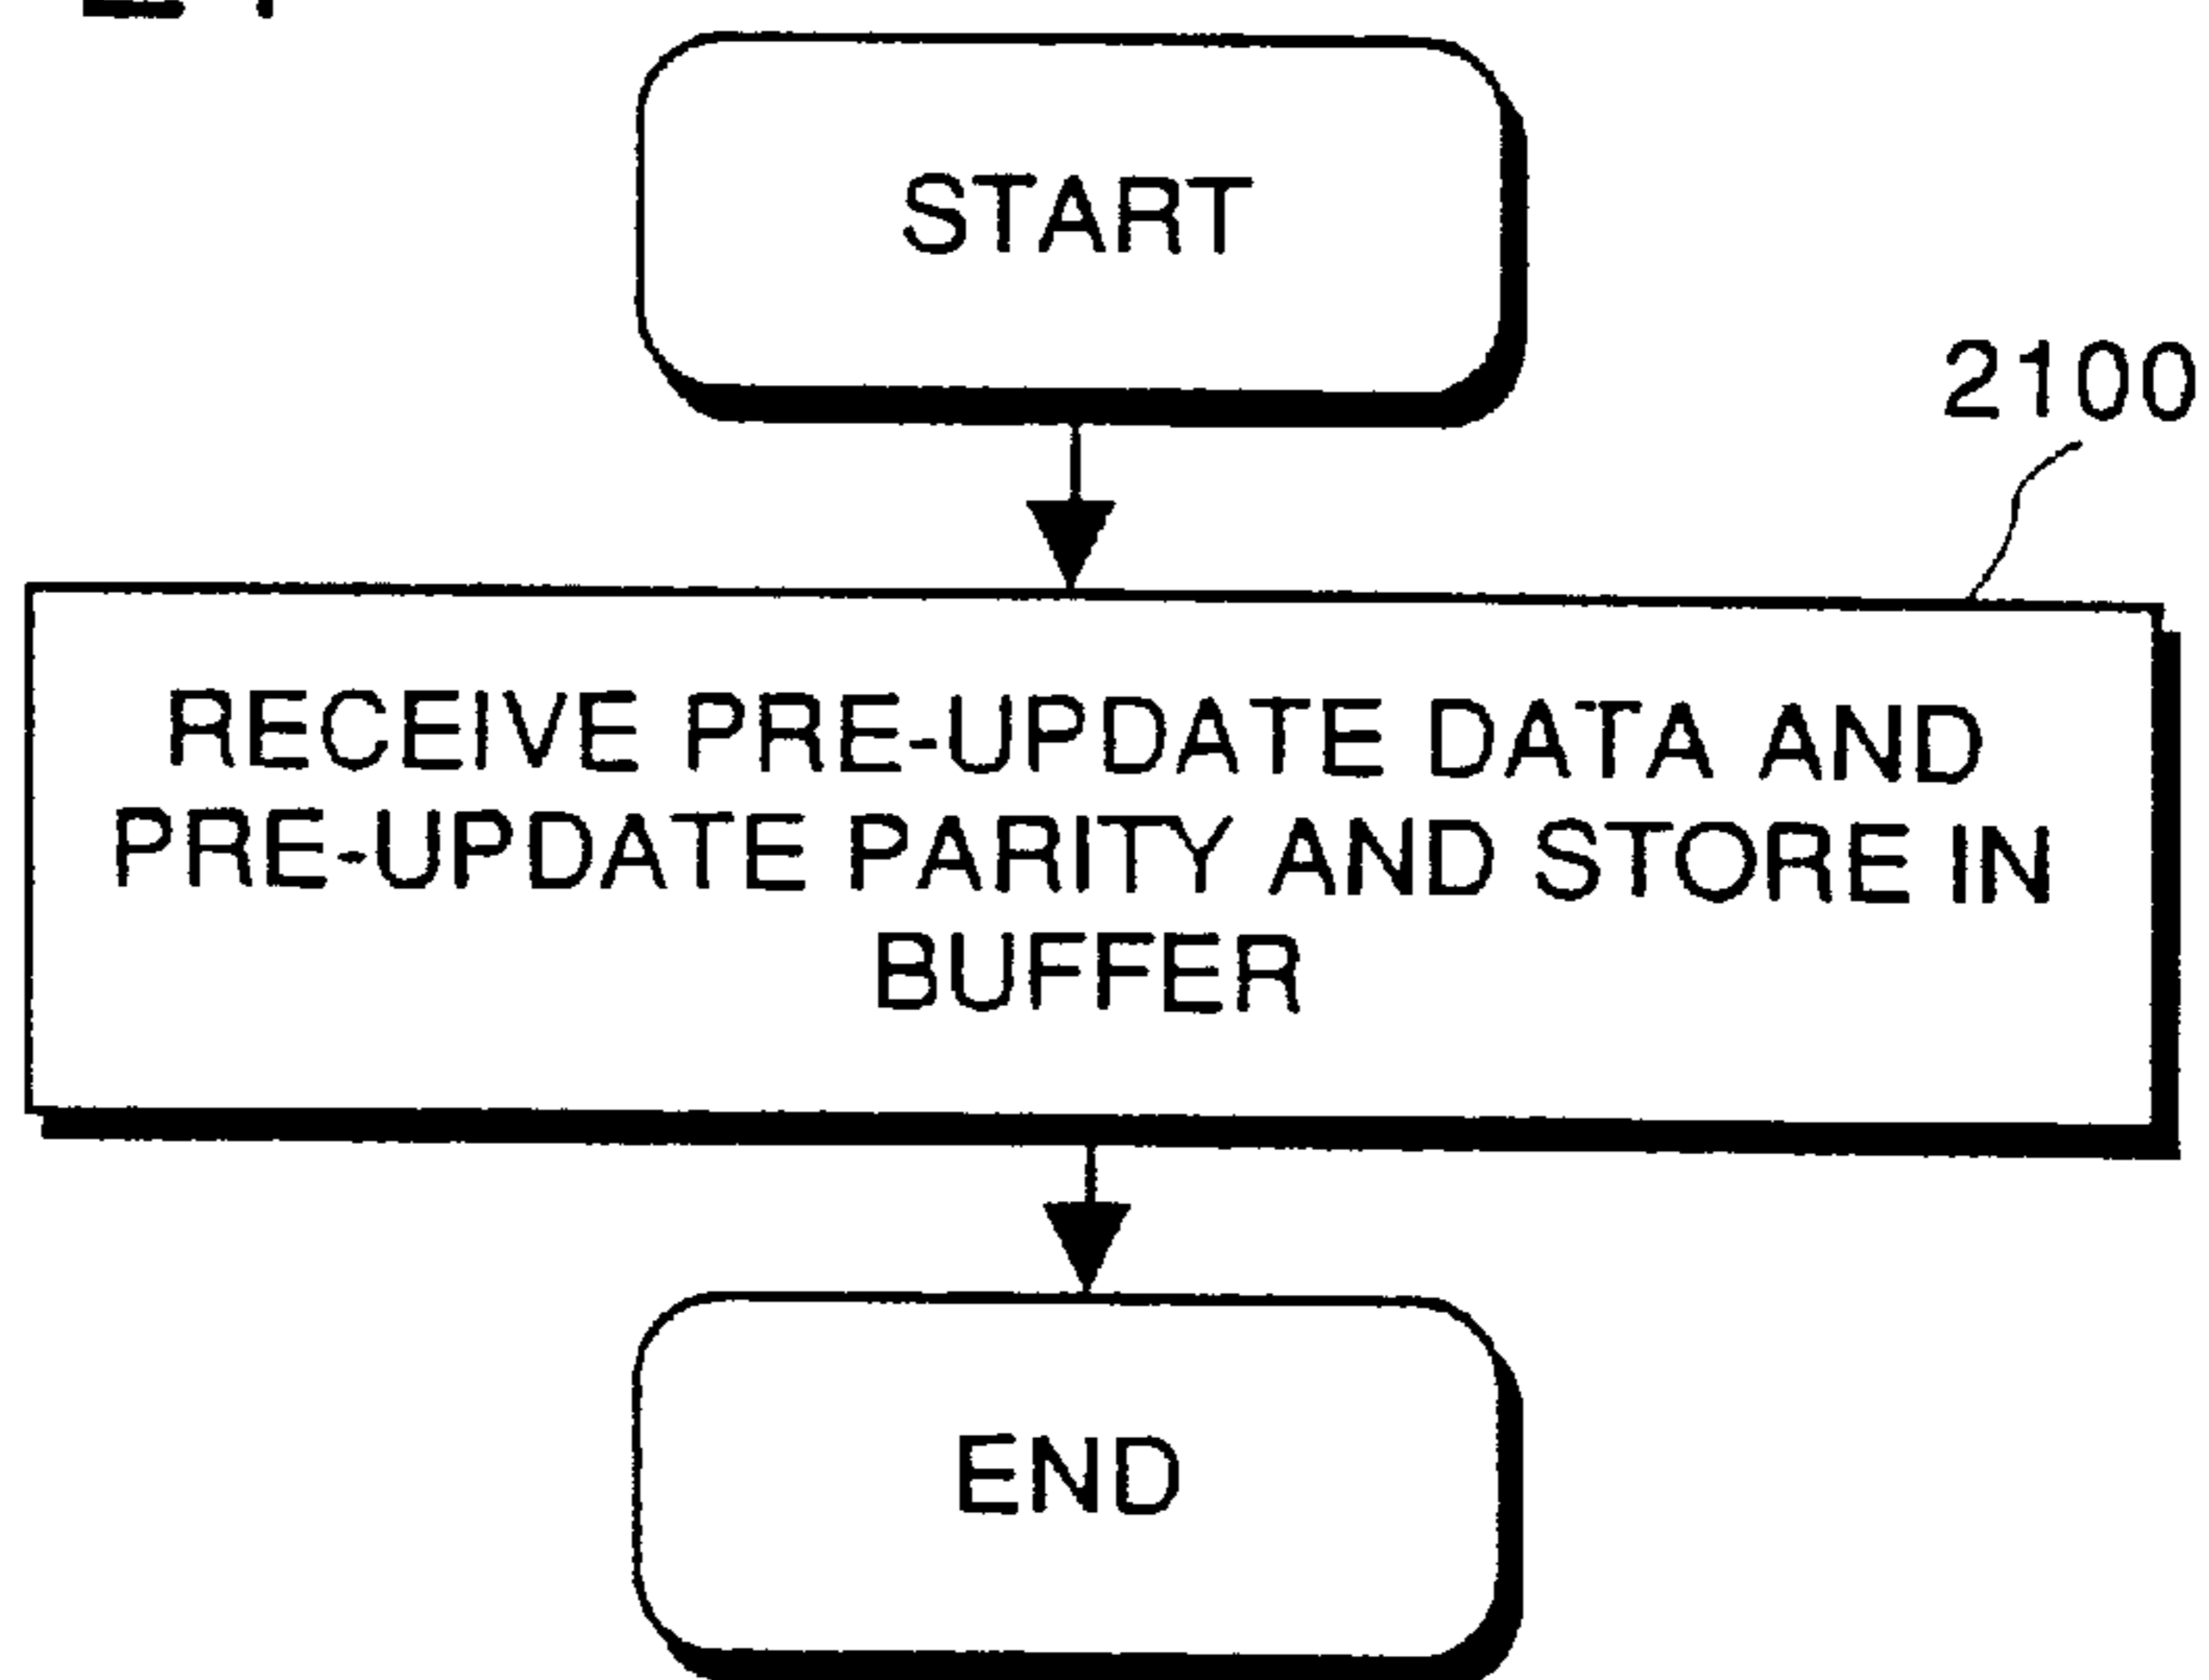 START
2100
RECEIVE PRE-UPDATE DATA AND
PRE-UPDATE PARITY AND STORE IN
BUFFER
END